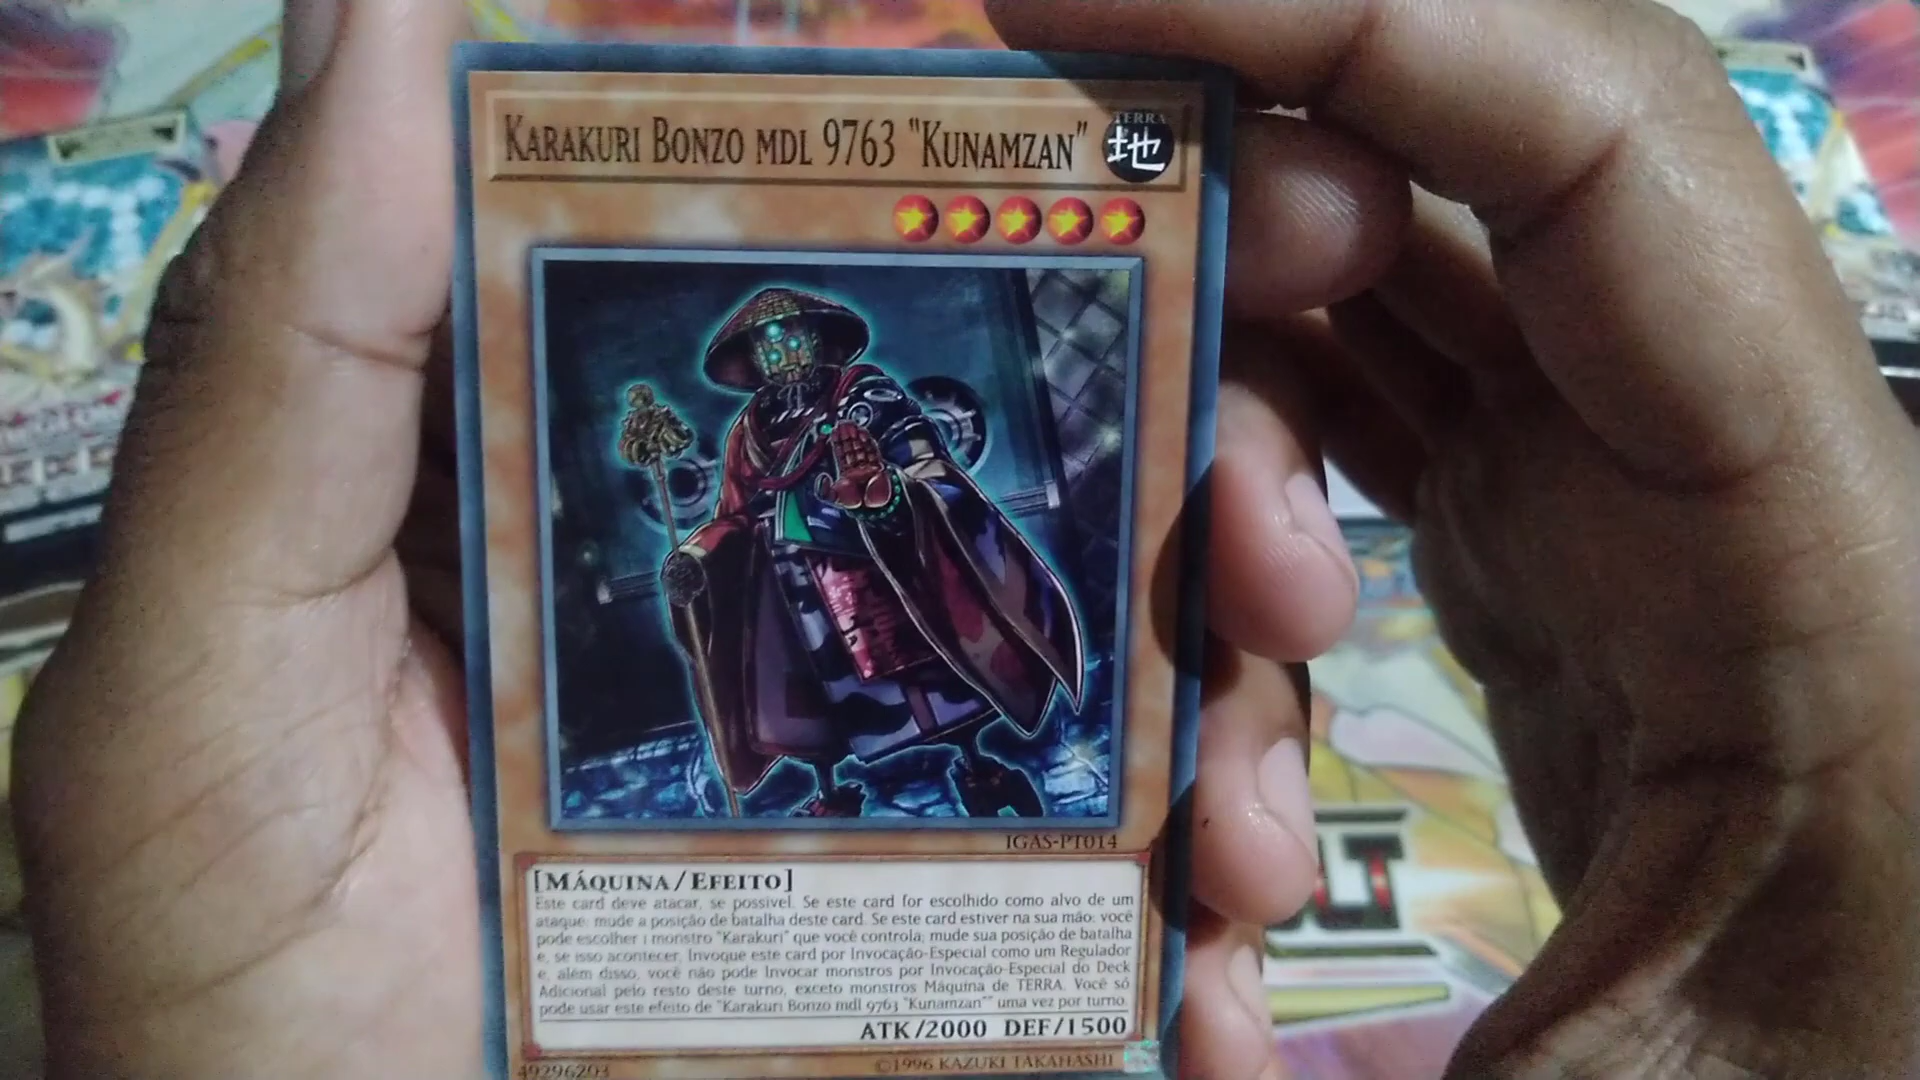 KARAKURI BONZO MDL 9763 "KUNAMZAN"
TERRA
地
IGAS-PT014
[MÁQUINA/EFEITO]
Este card deve atacar, se possível. Se este card for escolhido como alvo de um
ataque: mude a posição de batalha deste card. Se este card estiver na sua mão: você
pode escolher 1 monstro "Karakuri" que você controla; mude sua posição de batalha
e, se isso acontecer, Invoque este card por Invocação-Especial como um Regulador
e, além disso, você não pode Invocar monstros por Invocação-Especial do Deck
Adicional pelo resto deste turno, exceto monstros Máquina de TERRA. Você só
pode usar este efeito de "Karakuri Bonzo mdl 9763 "Kunamzan"" uma vez por turno.
ATK/2000 DEF/1500
49296203
©1996 KAZUKI TAKAHASHI